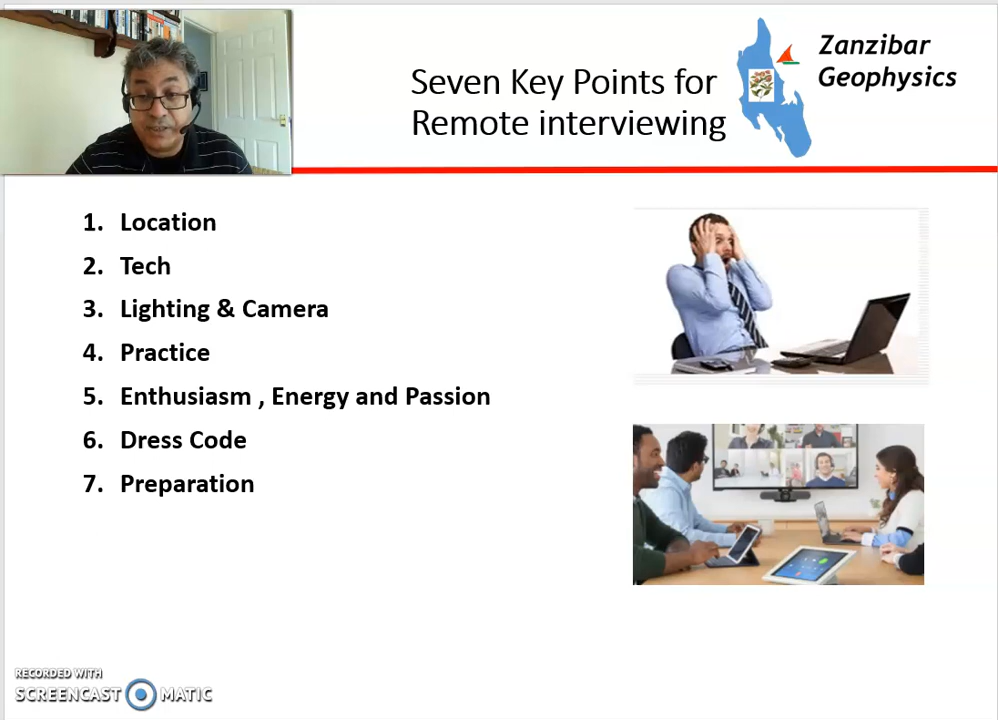 Seven Key Points for
Remote interviewing
Zanzibar
Geophysics
1. Location
2. Tech
3. Lighting & Camera
4. Practice
5. Enthusiasm , Energy and Passion
6. Dress Code
7. Preparation
RECORDED WITH
SCREENCAST MATIC